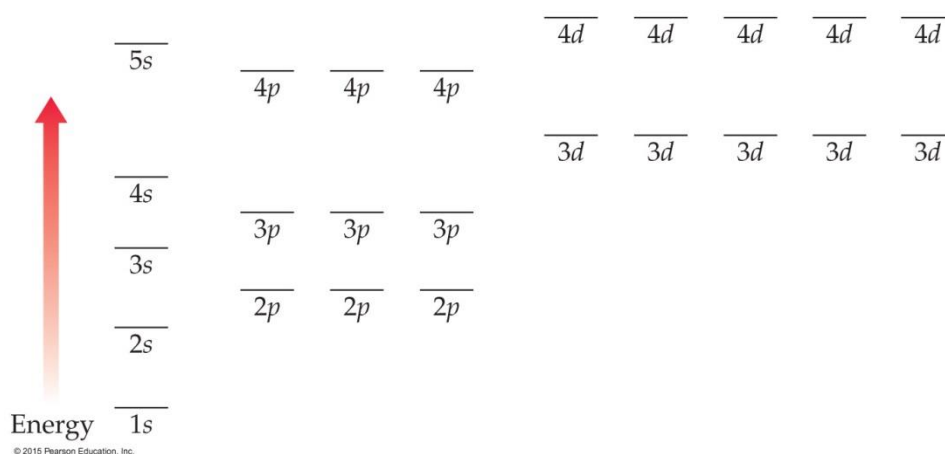 4d 4d 4d 4d 4d
5s
4p 4p 4p
3d 3d 3d 3d 3d
4s
3p 3p 3p
3s
2p 2p 2p
2s
Energy 1s
© 2015 Pearson Education, Inc.